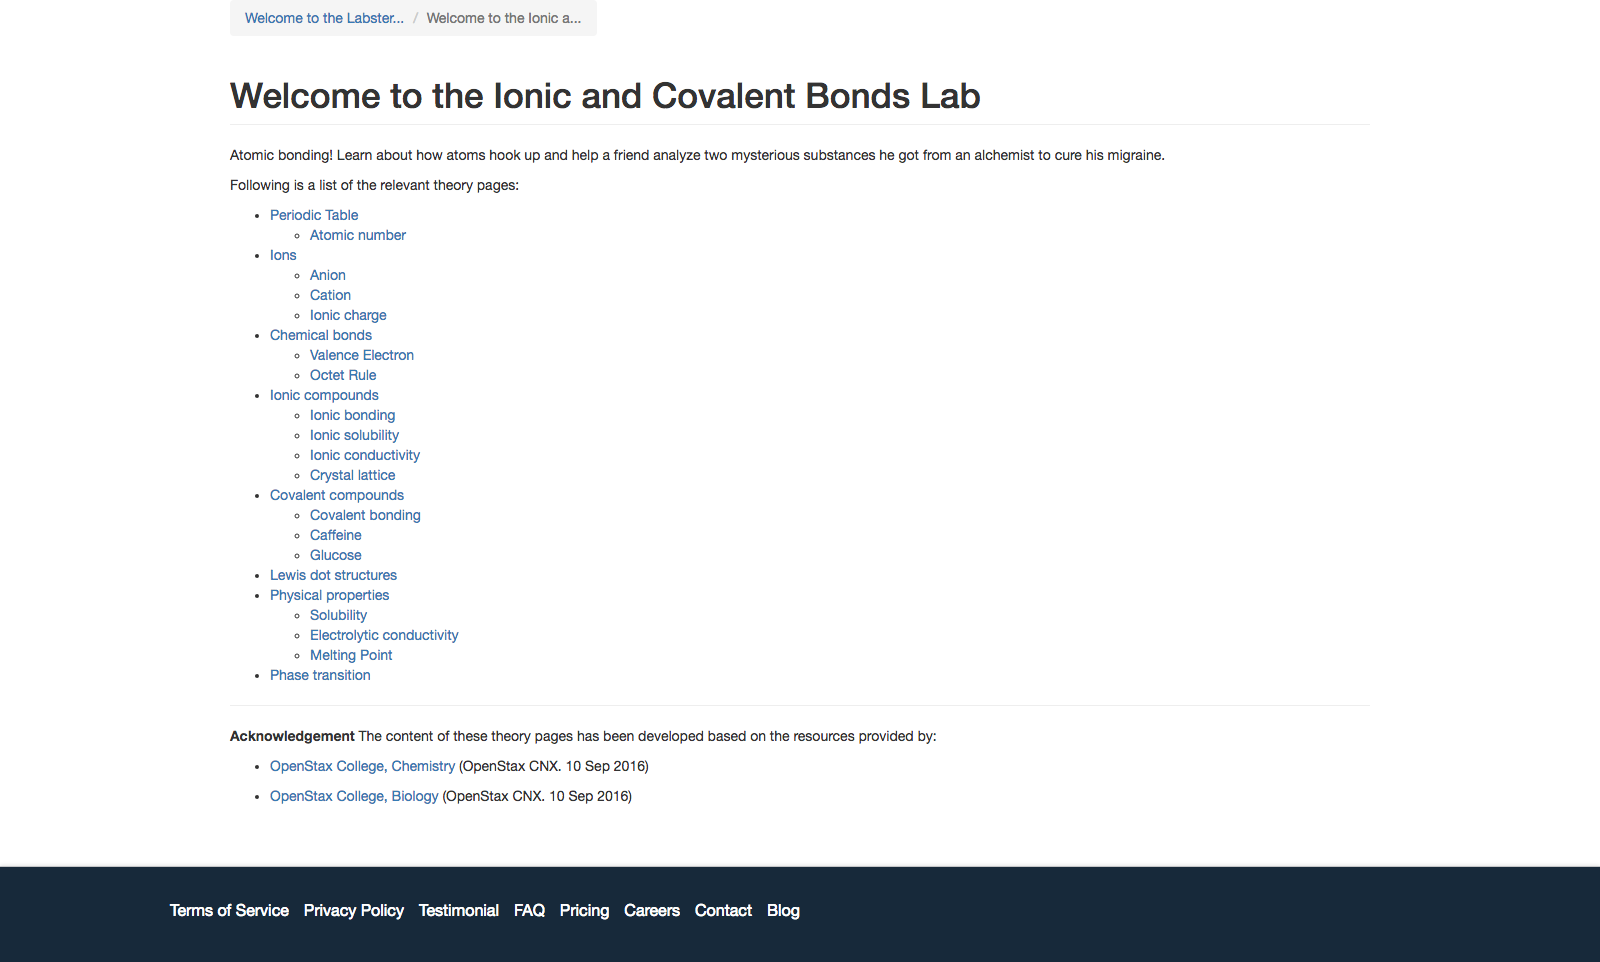 Welcome to the Labster... / Welcome to the Ionic a...
Welcome to the Ionic and Covalent Bonds Lab
Atomic bonding! Learn about how atoms hook up and help a friend analyze two mysterious substances he got from an alchemist to cure his migraine.
Following is a list of the relevant theory pages:
Periodic Table
Atomic number
Ions
Anion
Cation
Ionic charge
Chemical bonds
Valence Electron
Octet Rule
Ionic compounds
Ionic bonding
Ionic solubility
Ionic conductivity
Crystal lattice
Covalent compounds
Covalent bonding
Caffeine
Glucose
Lewis dot structures
Physical properties
Solubility
Electrolytic conductivity
Melting Point
Phase transition
Acknowledgement The content of these theory pages has been developed based on the resources provided by:
OpenStax College, Chemistry (OpenStax CNX. 10 Sep 2016)
OpenStax College, Biology (OpenStax CNX. 10 Sep 2016)
Terms of Service Privacy Policy Testimonial FAQ Pricing Careers Contact Blog